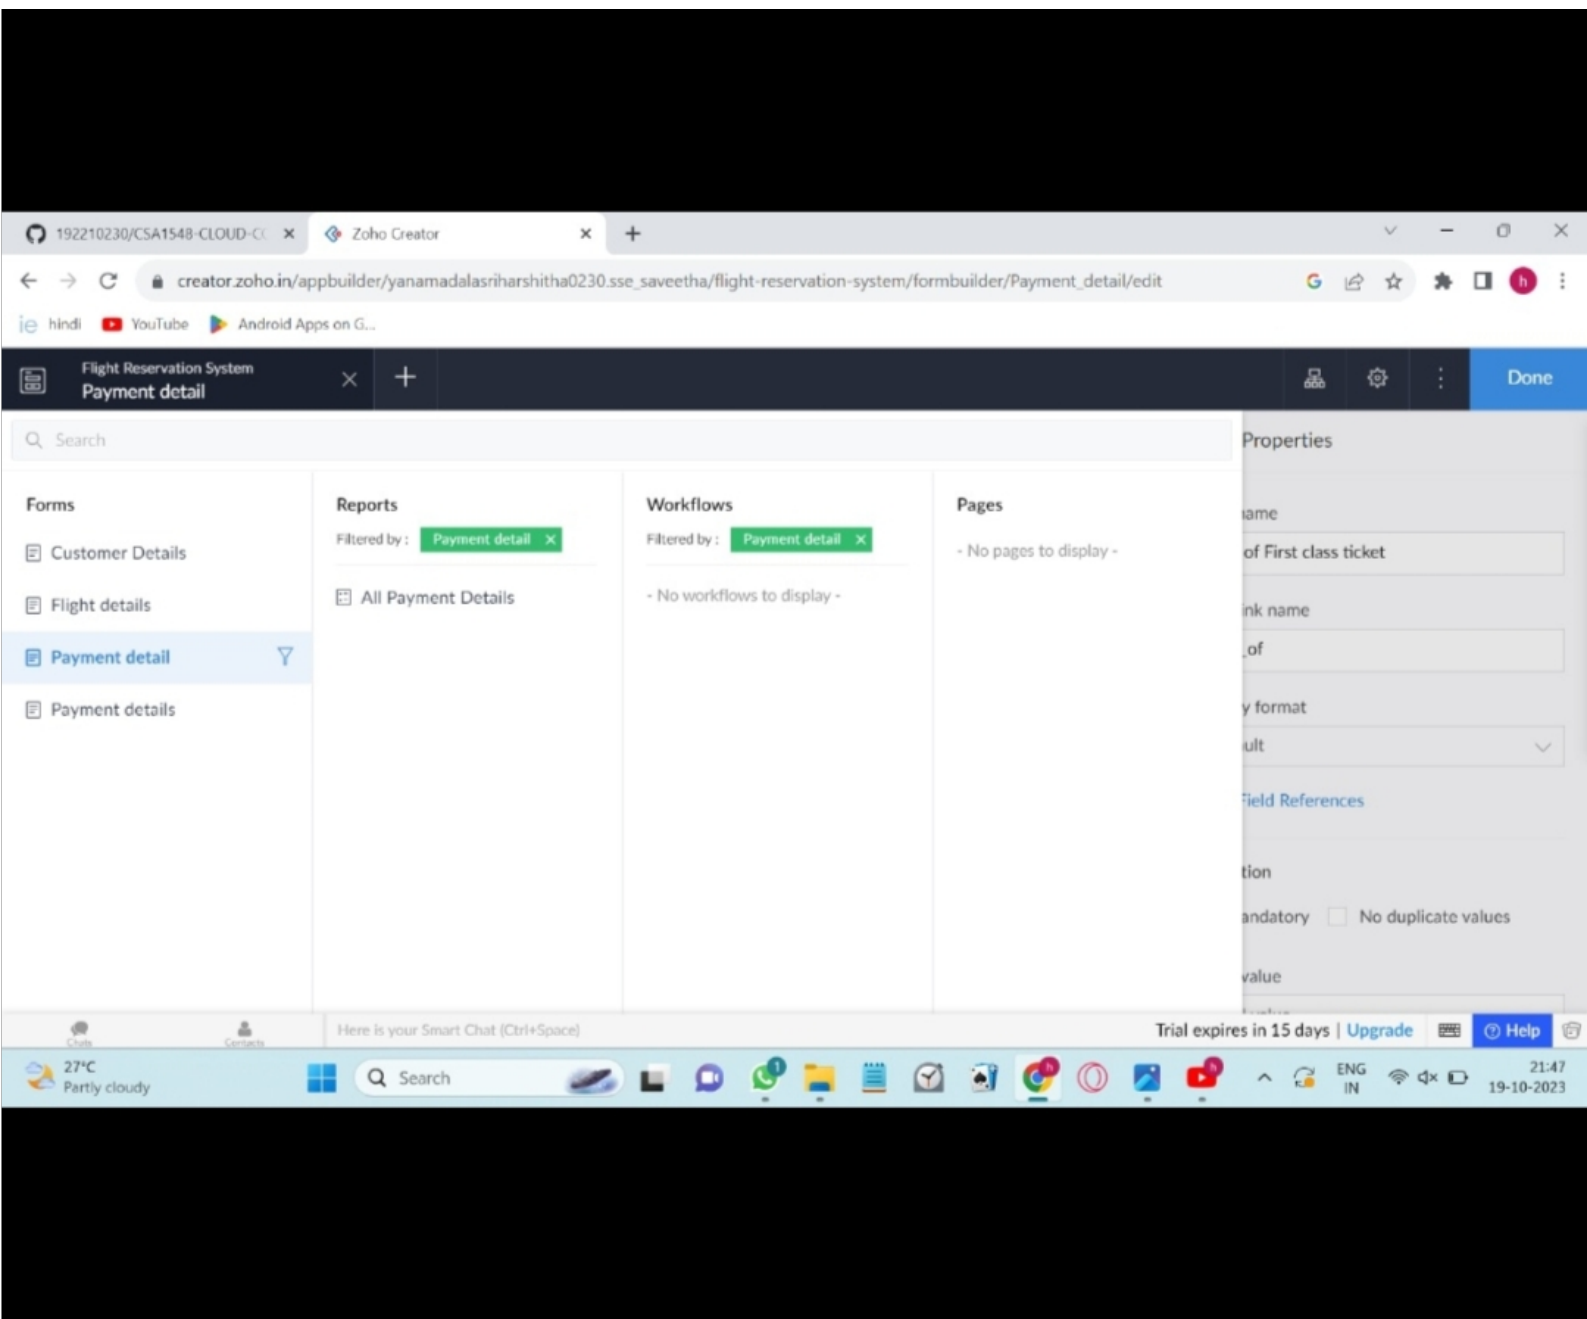 192210230/CSA1548-CLOUD-CC
Zoho Creator
creator.zoho.in/appbuilder/yanamadalasriharshitha0230.sse_saveetha/flight-reservation-system/formbuilder/Payment_detail/edit
hindi YouTube Android Apps on G...
Flight Reservation System
Payment detail
Done
Search
Properties
Forms
Customer Details
Flight details
Payment detail
Payment details
Reports
Filtered by : Payment detail
All Payment Details
Workflows
Filtered by : Payment detail
- No workflows to display -
Pages
- No pages to display -
ame
of First class ticket
ink name
_of
y format
ult
Field References
tion
andatory No duplicate values
value
Chats
Contacts
Here is your Smart Chat (Ctrl+Space)
Trial expires in 15 days | Upgrade
Help
27°C
Partly cloudy
Search
ENG
IN
21:47
19-10-2023